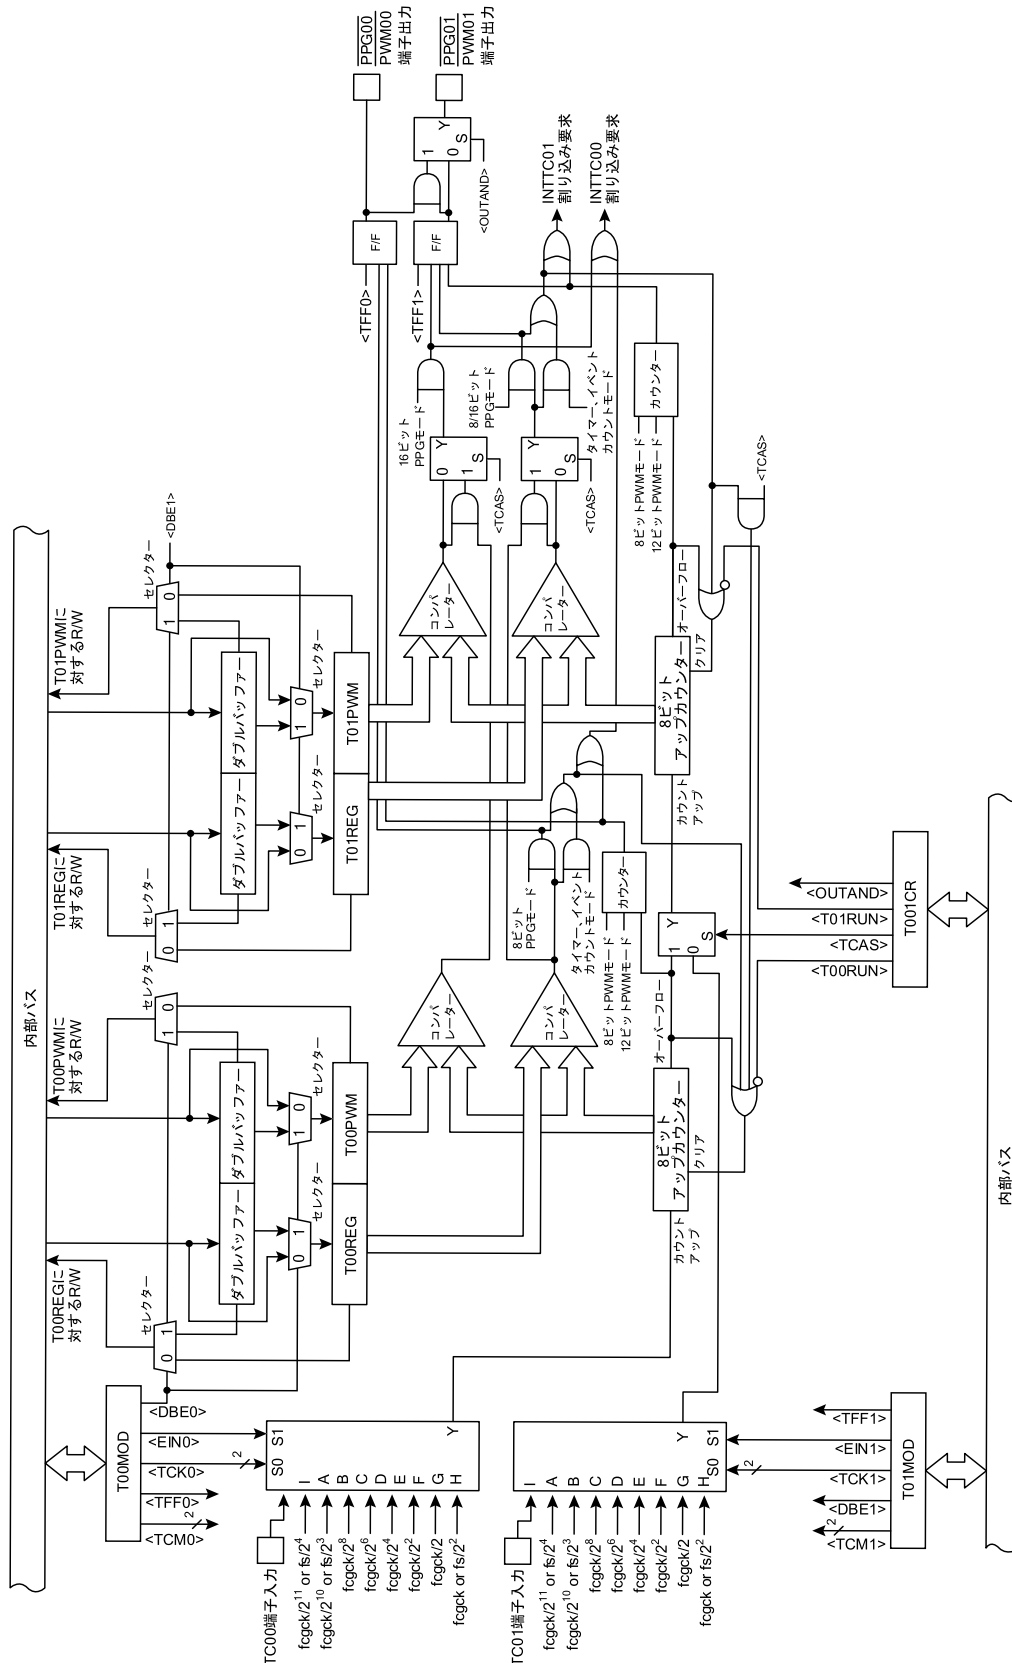 内部バス
T00REGに
対するR/W
T00PWMに
対するR/W
T01REGに
対するR/W
T01PWMに
対するR/W
セレクター
0 1
セレクター
1 0
セレクター
0 1
セレクター
1 0
<DBE1>
ダブルバッファー
ダブルバッファー
ダブルバッファー
ダブルバッファー
0 1
セレクター
1 0
セレクター
0 1
セレクター
1 0
セレクター
T00REG
T00PWM
T01REG
T01PWM
T00MOD
<DBE0>
<EIN0>
<TCK0>
2
<TFF0>
<TCM0>
2
S0 S1
I
A
B
C
D
E
F
G
H
Y
TC00端子入力
fcgck/2¹¹ or fs/2⁴
fcgck/2¹⁰ or fs/2³
fcgck/2⁸
fcgck/2⁶
fcgck/2⁴
fcgck/2²
fcgck/2
fcgck or fs/2²
コンパ
レーター
コンパ
レーター
コンパ
レーター
コンパ
レーター
<TFF0>
F/F
PPG00
PWM00
端子出力
<TFF1>
F/F
1
0
Y
S
<OUTAND>
PPG01
PWM01
端子出力
0
1
Y
S
<TCAS>
16ビット
PPGモード
1
0
Y
S
<TCAS>
8/16ビット
PPGモード
タイマー、イベント
カウントモード
INTTC01
割り込み要求
INTTC00
割り込み要求
8ビット
PPGモード
タイマー、イベント
カウントモード
8ビットPWMモード
12ビットPWMモード
カウンター
8ビットPWMモード
12ビットPWMモード
カウンター
カウント
アップ
8ビット
アップカウンター
オーバーフロー
クリア
1
0
Y
S
カウント
アップ
8ビット
アップカウンター
オーバーフロー
クリア
<TCAS>
TC01端子入力
fcgck/2¹¹ or fs/2⁴
fcgck/2¹⁰ or fs/2³
fcgck/2⁸
fcgck/2⁶
fcgck/2⁴
fcgck/2²
fcgck/2
fcgck or fs/2²
I
A
B
C
D
E
F
G
H
Y
S0 S1
<TFF1>
<EIN1>
<TCK1>
2
<DBE1>
<TCM1>
2
T01MOD
<OUTAND>
<T01RUN>
<TCAS>
<T00RUN>
T001CR
内部バス